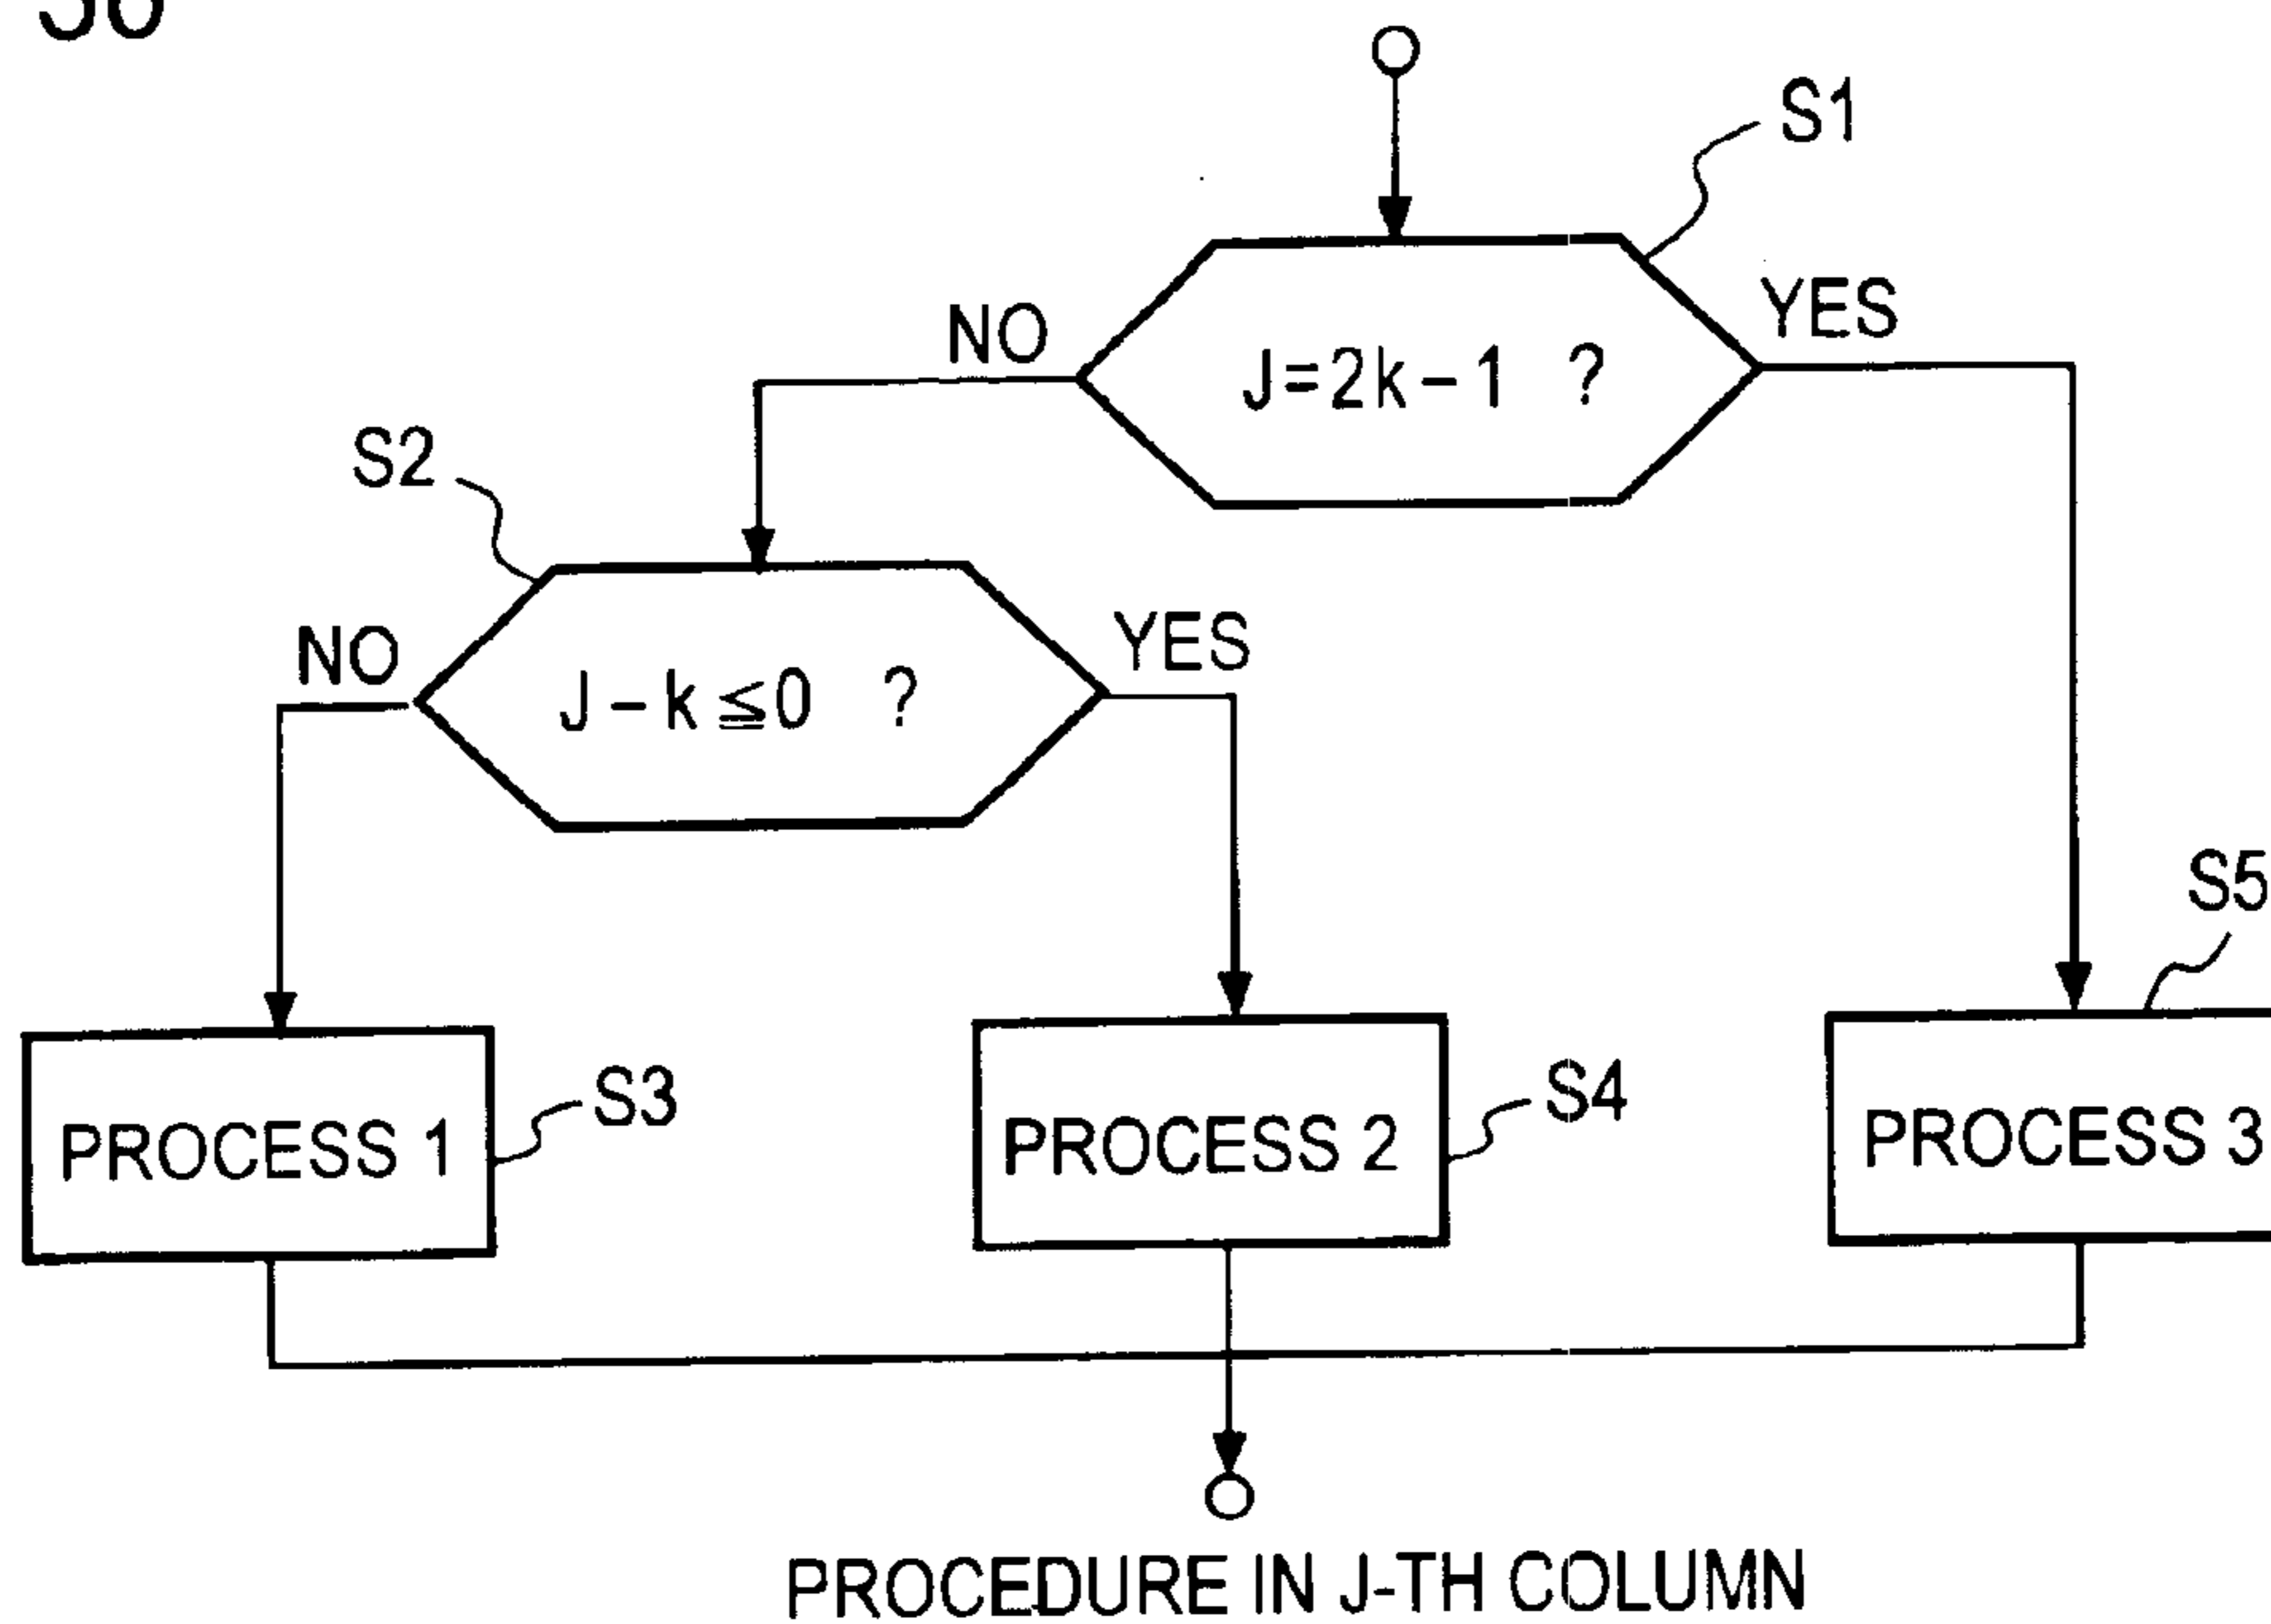 S1
NO
YES
J=2k-1 ?
S2
NO
YES
J-k≦0 ?
S5
S3
S4
PROCESS 1
PROCESS 2
PROCESS 3
PROCEDURE IN J-TH COLUMN